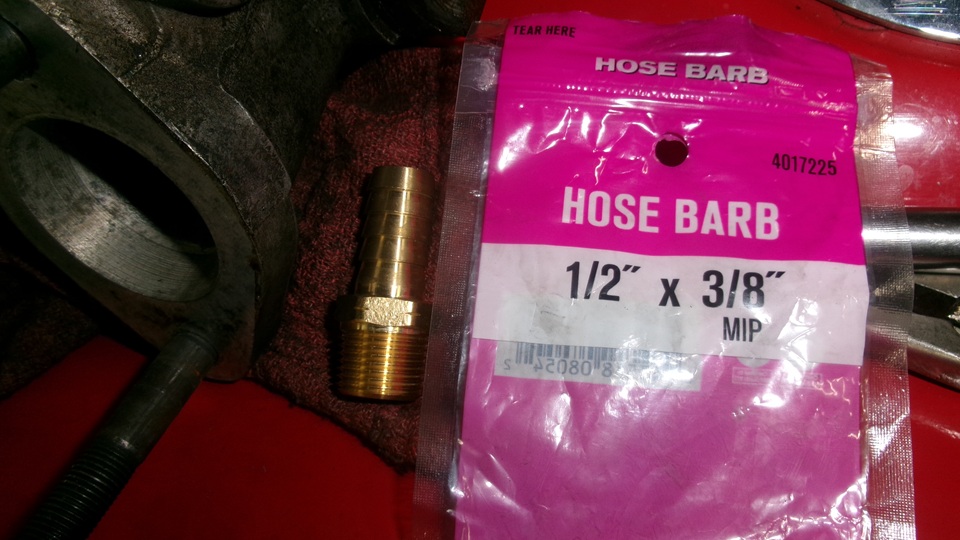 TEAR HERE
HOSE BARB
4017225
HOSE BARB
1/2″ x 3/8″
MIP